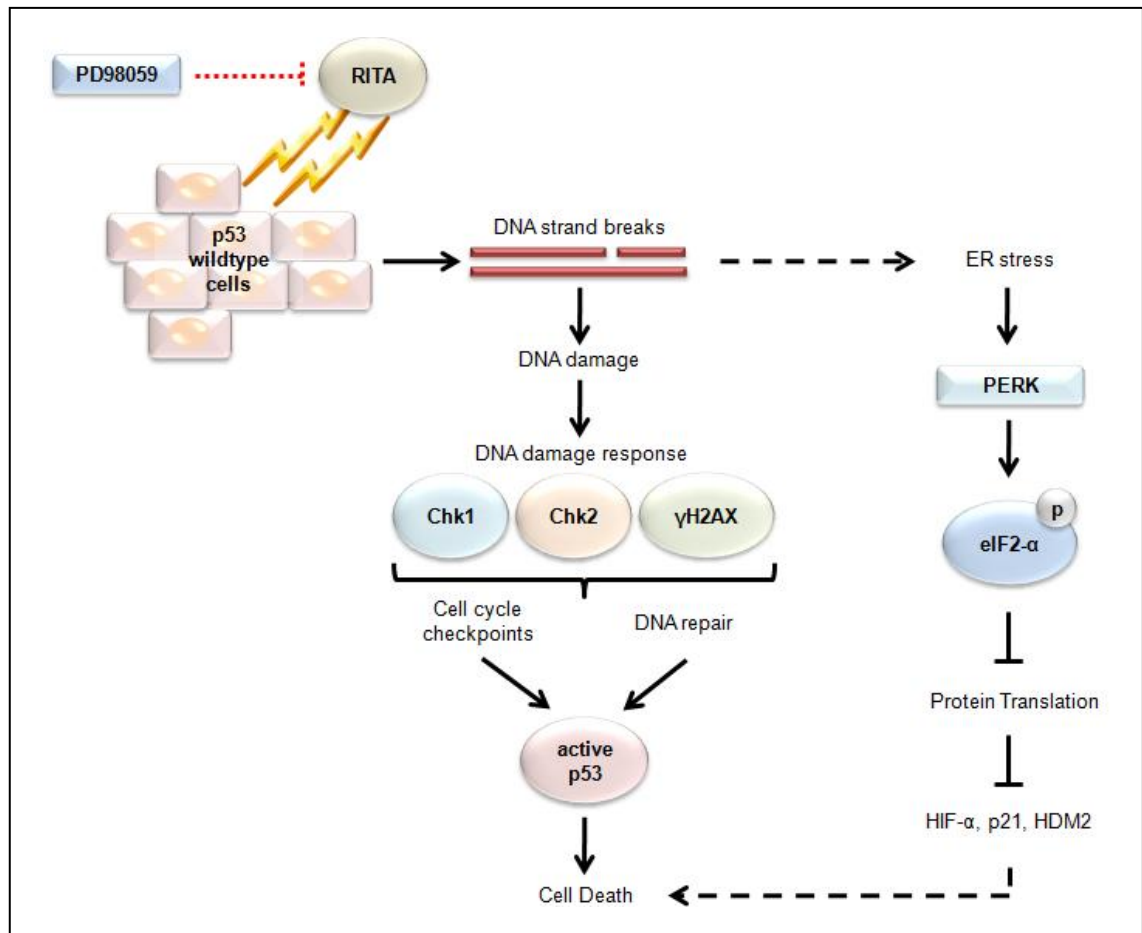 PD98059
RITA
p53
wildtype
cells
DNA strand breaks
ER stress
DNA damage
PERK
DNA damage response
Chk1
Chk2
γH2AX
p
eIF2-α
Cell cycle
checkpoints
DNA repair
Protein Translation
active
p53
HIF-α, p21, HDM2
Cell Death